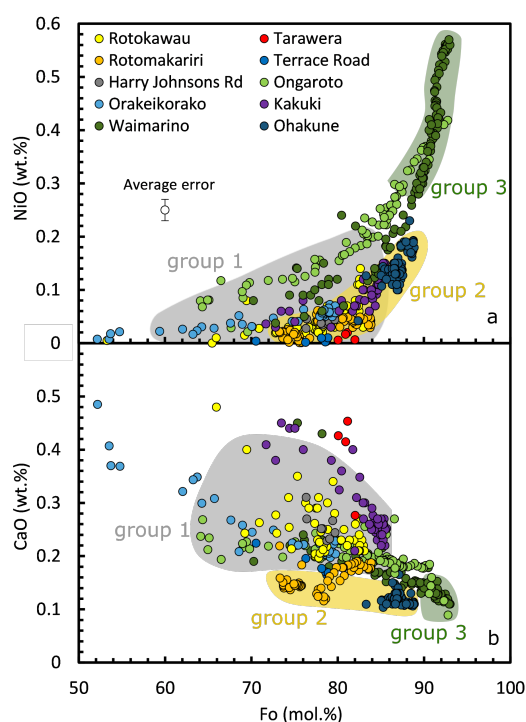 0.6
Rotokawau
Tarawera
Rotomakariri
Terrace Road
0.5
Harry Johnsons Rd
Ongaroto
Orakeikorako
Kakuki
Waimarino
Ohakune
0.4
NiO (wt.%)
0.3
Average error
group 3
0.2
group 1
group 2
0.1
a
0
0.6
0.5
0.4
CaO (wt.%)
0.3
group 1
0.2
0.1
group 2
group 3
b
0
50
60
70
80
90
100
Fo (mol.%)